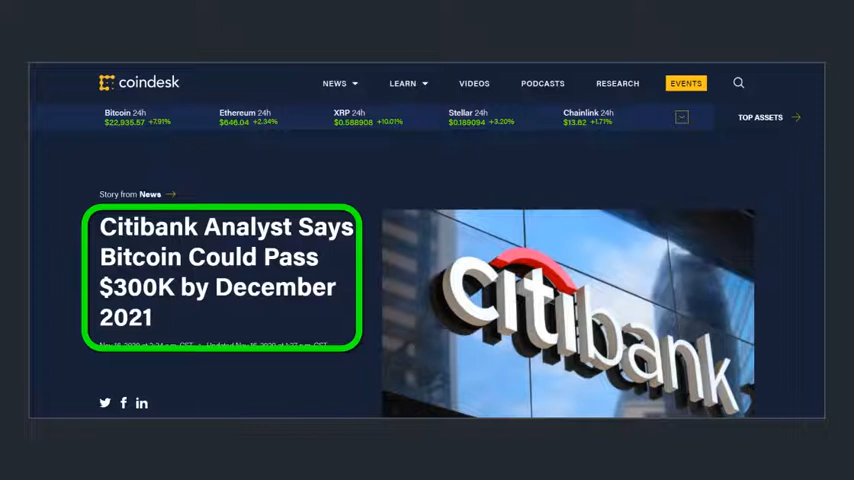 coindesk
NEWS LEARN VIDEOS PODCASTS RESEARCH EVENTS
Bitcoin 24h Ethereum 24h XRP 24h Stellar 24h Chainlink 24h
$22,935.57 +7.91% $646.04 +2.34% $0.588908 +10.01% $0.189094 +3.20% $13.62 +1.71%
TOP ASSETS
Story from News
Citibank Analyst Says
Bitcoin Could Pass
$300K by December
2021
citibank